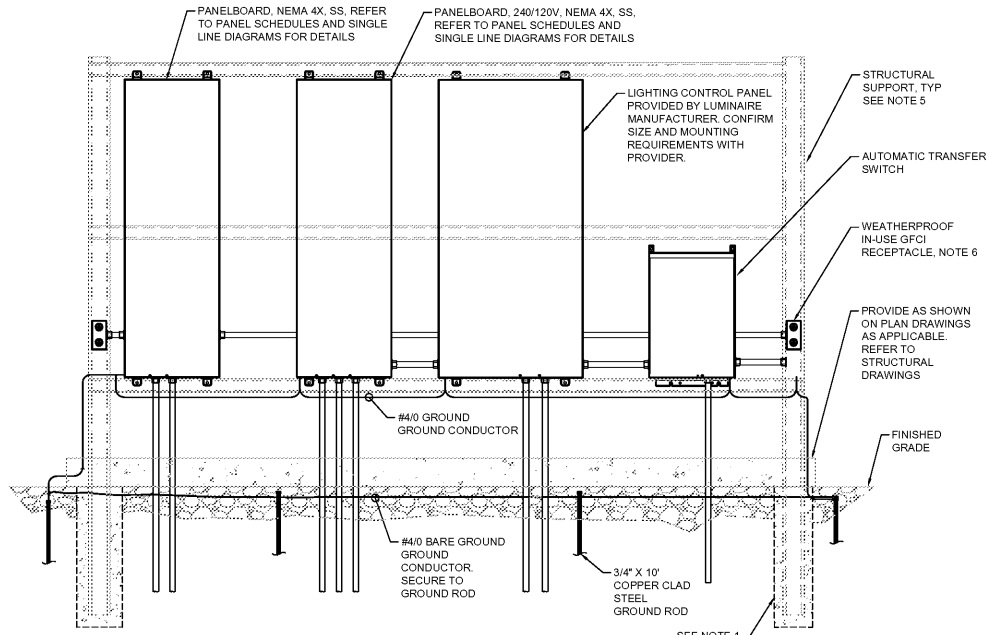 PANELBOARD, NEMA 4X, SS, REFER
TO PANEL SCHEDULES AND SINGLE
LINE DIAGRAMS FOR DETAILS
PANELBOARD, 240/120V, NEMA 4X, SS,
REFER TO PANEL SCHEDULES AND
SINGLE LINE DIAGRAMS FOR DETAILS
LIGHTING CONTROL PANEL
PROVIDED BY LUMINAIRE
MANUFACTURER. CONFIRM
SIZE AND MOUNTING
REQUIREMENTS WITH
PROVIDER.
STRUCTURAL
SUPPORT, TYP
SEE NOTE 5
AUTOMATIC TRANSFER
SWITCH
WEATHERPROOF
IN-USE GFCI
RECEPTACLE, NOTE 6
PROVIDE AS SHOWN
ON PLAN DRAWINGS
AS APPLICABLE.
REFER TO
STRUCTURAL
DRAWINGS
#4/0 GROUND
GROUND CONDUCTOR
FINISHED
GRADE
#4/0 BARE GROUND
GROUND
CONDUCTOR.
SECURE TO
GROUND ROD
3/4" X 10'
COPPER CLAD
STEEL
GROUND ROD
SEE NOTE 1